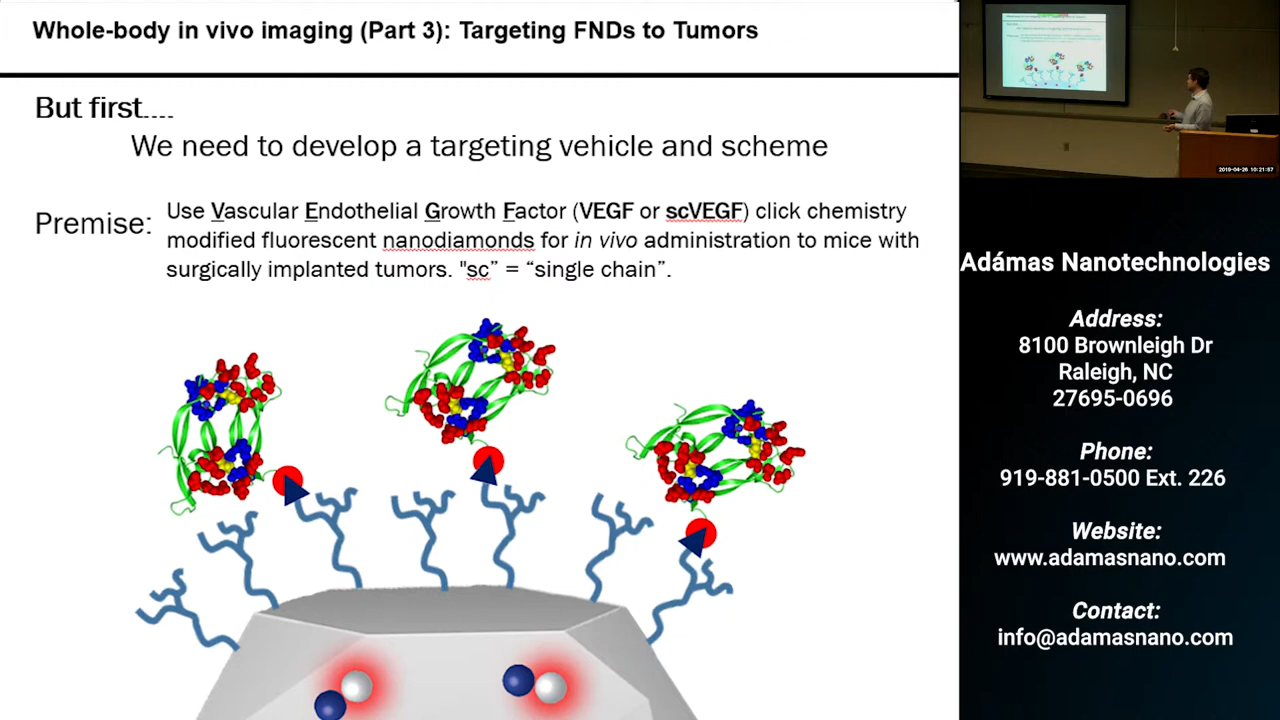 Whole-body in vivo imaging (Part 3): Targeting FNDs to Tumors
But first....
We need to develop a targeting vehicle and scheme
Premise:
Use Vascular Endothelial Growth Factor (VEGF or scVEGF) click chemistry
modified fluorescent nanodiamonds for in vivo administration to mice with
surgically implanted tumors. "sc” = “single chain”.
2019-04-26 10:21:57
Adámas Nanotechnologies
Address:
8100 Brownleigh Dr
Raleigh, NC
27695-0696
Phone:
919-881-0500 Ext. 226
Website:
www.adamasnano.com
Contact:
info@adamasnano.com